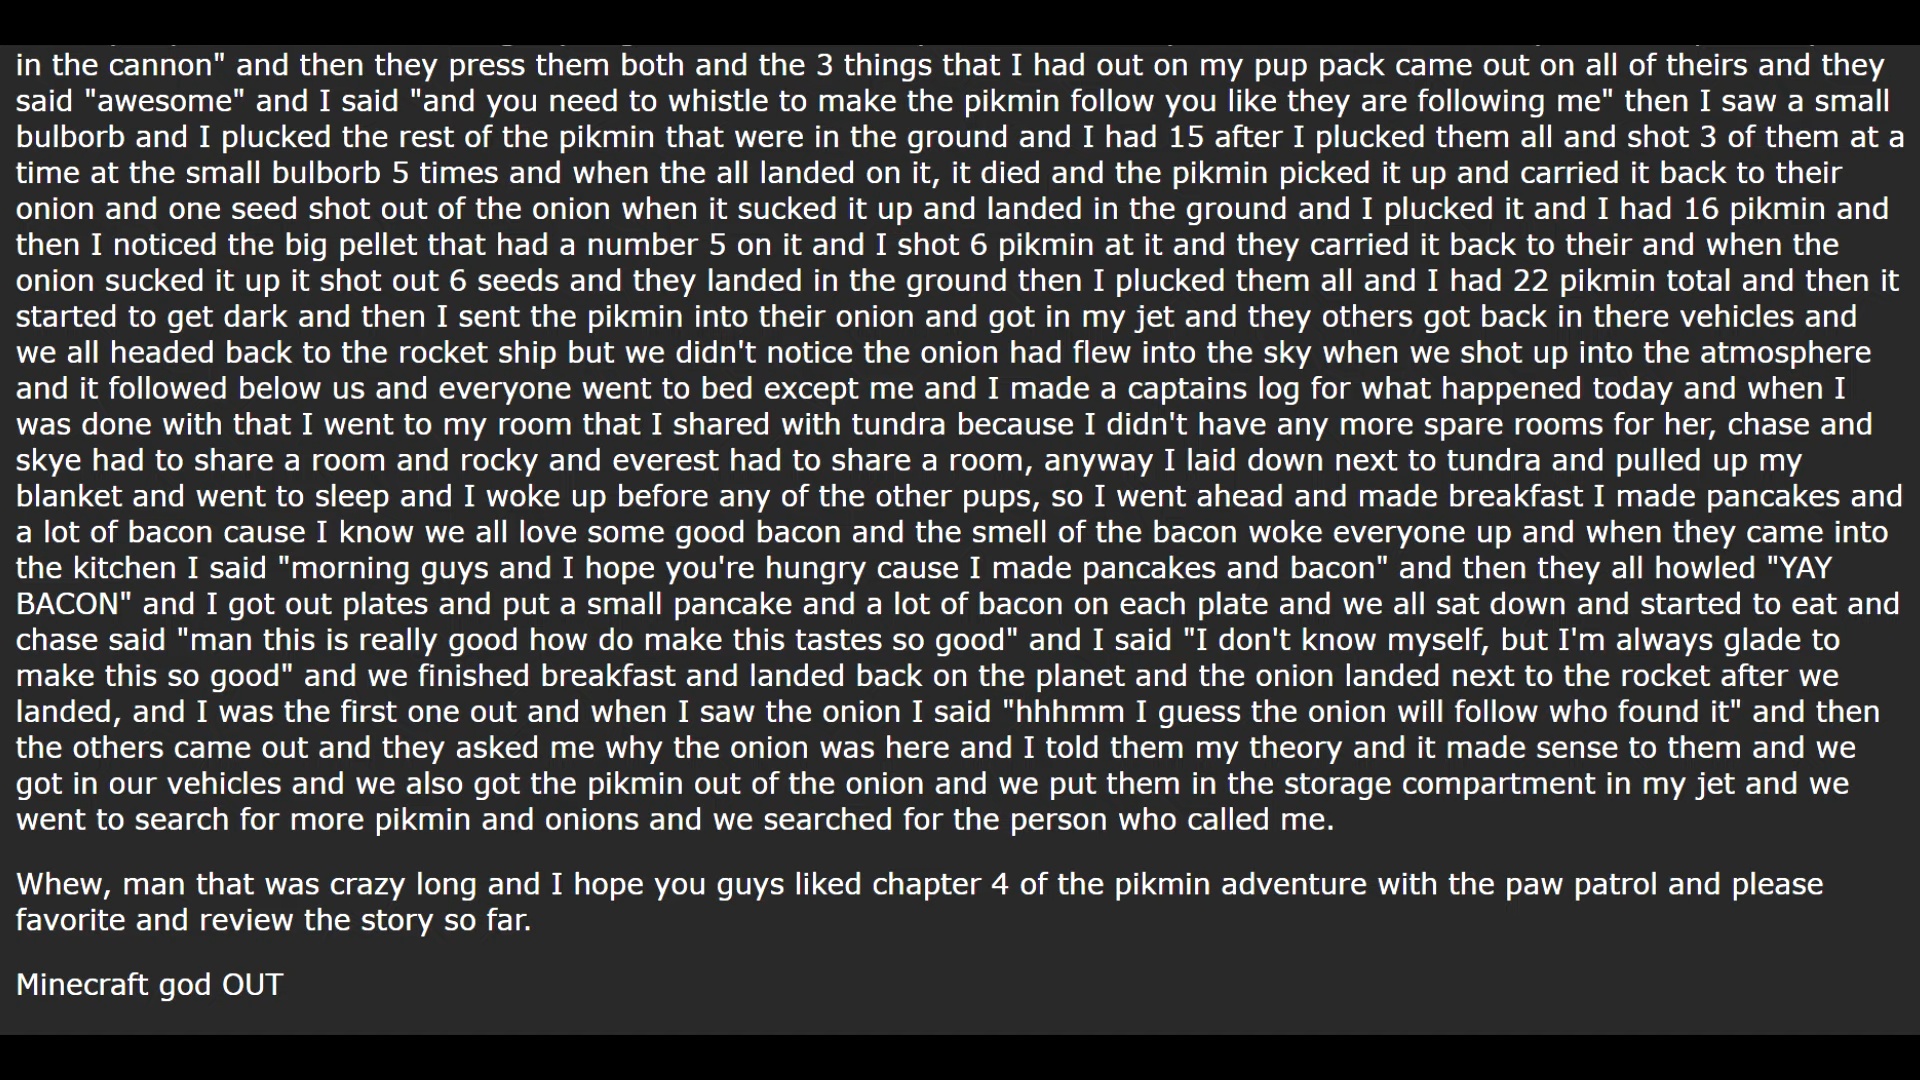 in the cannon" and then they press them both and the 3 things that I had out on my pup pack came out on all of theirs and they
said "awesome" and I said "and you need to whistle to make the pikmin follow you like they are following me" then I saw a small
bulborb and I plucked the rest of the pikmin that were in the ground and I had 15 after I plucked them all and shot 3 of them at a
time at the small bulborb 5 times and when the all landed on it, it died and the pikmin picked it up and carried it back to their
onion and one seed shot out of the onion when it sucked it up and landed in the ground and I plucked it and I had 16 pikmin and
then I noticed the big pellet that had a number 5 on it and I shot 6 pikmin at it and they carried it back to their and when the
onion sucked it up it shot out 6 seeds and they landed in the ground then I plucked them all and I had 22 pikmin total and then it
started to get dark and then I sent the pikmin into their onion and got in my jet and they others got back in there vehicles and
we all headed back to the rocket ship but we didn't notice the onion had flew into the sky when we shot up into the atmosphere
and it followed below us and everyone went to bed except me and I made a captains log for what happened today and when I
was done with that I went to my room that I shared with tundra because I didn't have any more spare rooms for her, chase and
skye had to share a room and rocky and everest had to share a room, anyway I laid down next to tundra and pulled up my
blanket and went to sleep and I woke up before any of the other pups, so I went ahead and made breakfast I made pancakes and
a lot of bacon cause I know we all love some good bacon and the smell of the bacon woke everyone up and when they came into
the kitchen I said "morning guys and I hope you're hungry cause I made pancakes and bacon" and then they all howled "YAY
BACON" and I got out plates and put a small pancake and a lot of bacon on each plate and we all sat down and started to eat and
chase said "man this is really good how do make this tastes so good" and I said "I don't know myself, but I'm always glade to
make this so good" and we finished breakfast and landed back on the planet and the onion landed next to the rocket after we
landed, and I was the first one out and when I saw the onion I said "hhhmm I guess the onion will follow who found it" and then
the others came out and they asked me why the onion was here and I told them my theory and it made sense to them and we
got in our vehicles and we also got the pikmin out of the onion and we put them in the storage compartment in my jet and we
went to search for more pikmin and onions and we searched for the person who called me.
Whew, man that was crazy long and I hope you guys liked chapter 4 of the pikmin adventure with the paw patrol and please
favorite and review the story so far.
Minecraft god OUT